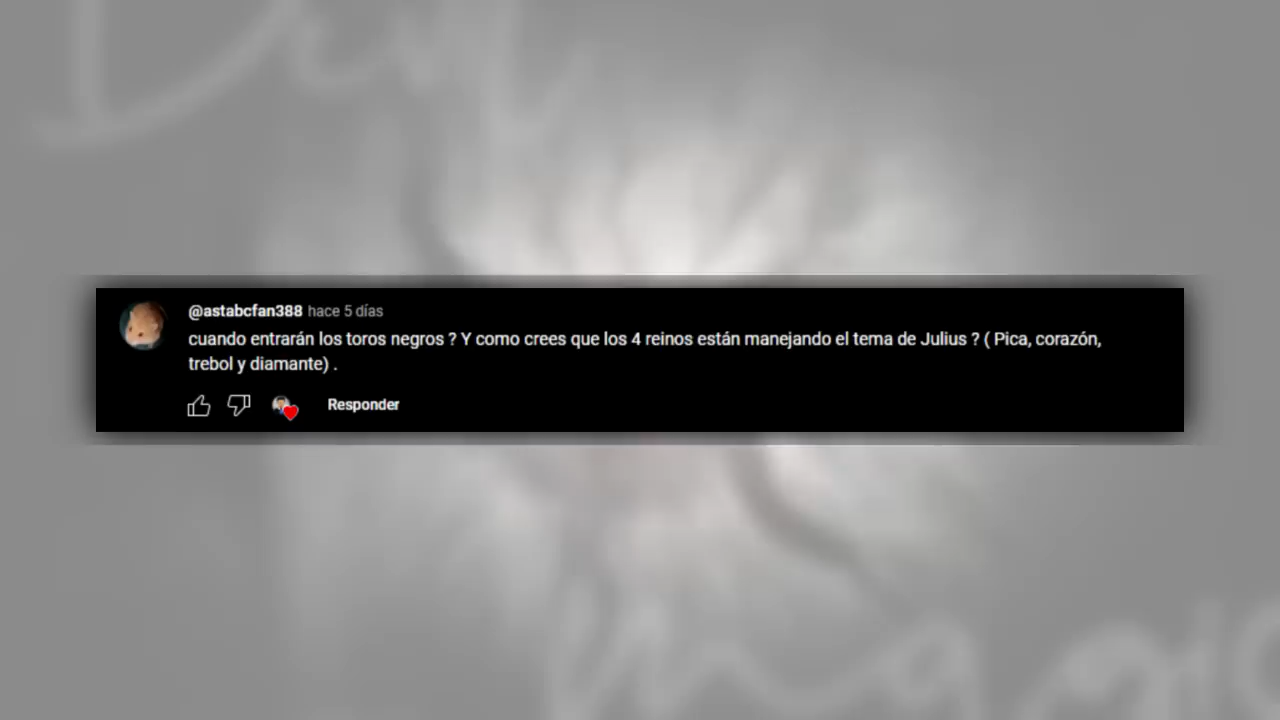 @astabcfan388 hace 5 días
cuando entrarán los toros negros ? Y como crees que los 4 reinos están manejando el tema de Julius ? ( Pica, corazón,
trebol y diamante) .
Responder